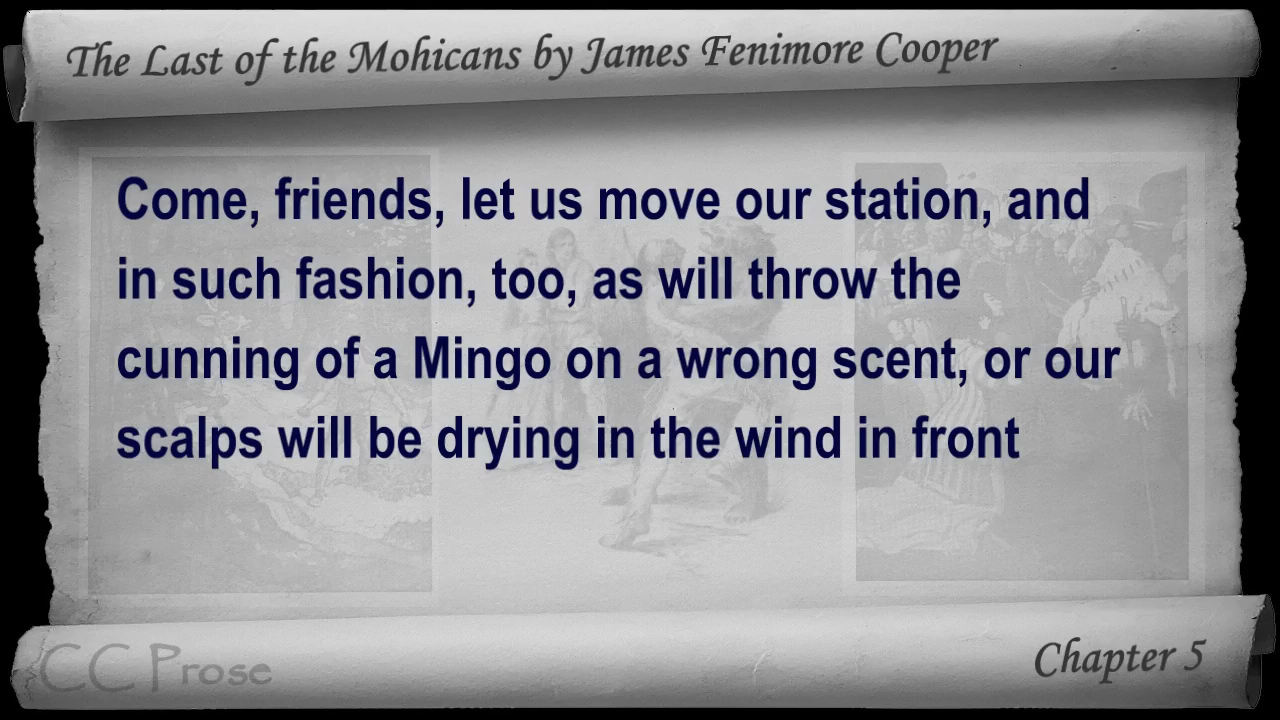 The Last of the Mohicans by James Fenimore Cooper
Come, friends, let us move our station, and
in such fashion, too, as will throw the
cunning of a Mingo on a wrong scent, or our
scalps will be drying in the wind in front
CC Prose
Chapter 5